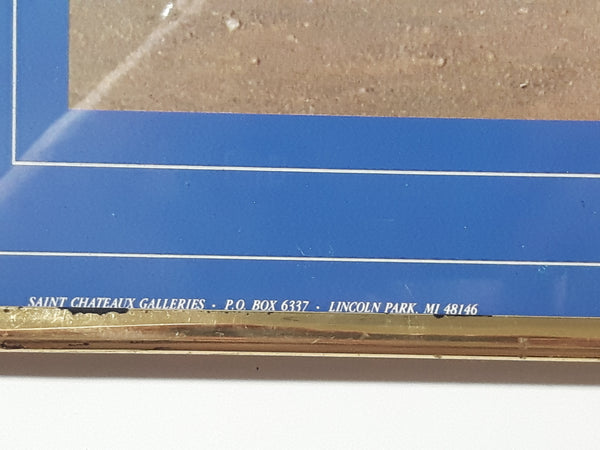 SAINT CHATEAUX GALLERIES • P.O. BOX 6337 • LINCOLN PARK, MI 48146